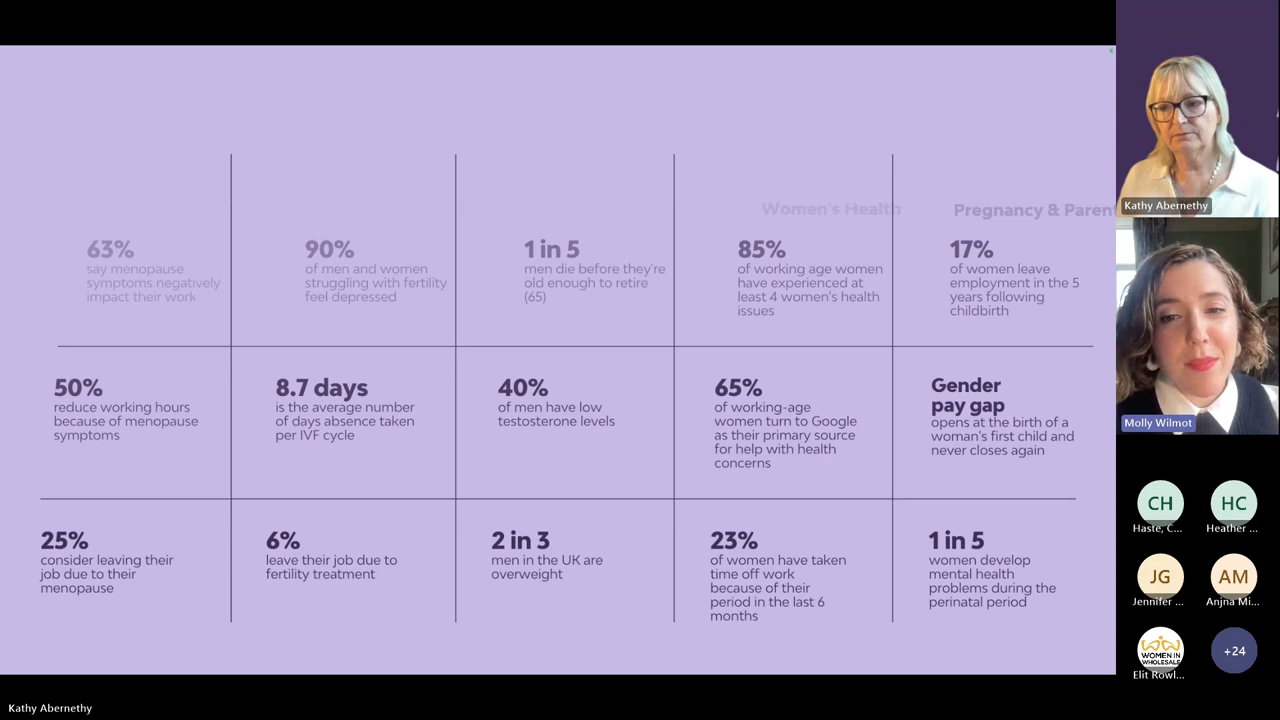 Women's Health
Pregnancy & Paren
63%
say menopause
symptoms negatively
impact their work
90%
of men and women
struggling with fertility
feel depressed
1 in 5
men die before they're
old enough to retire
(65)
85%
of working age women
have experienced at
least 4 women's health
issues
17%
of women leave
employment in the 5
years following
childbirth
50%
reduce working hours
because of menopause
symptoms
8.7 days
is the average number
of days absence taken
per IVF cycle
40%
of men have low
testosterone levels
65%
of working-age
women turn to Google
as their primary source
for help with health
concerns
Gender
pay gap
opens at the birth of a
woman's first child and
never closes again
25%
consider leaving their
job due to their
menopause
6%
leave their job due to
fertility treatment
2 in 3
men in the UK are
overweight
23%
of women have taken
time off work
because of their
period in the last 6
months
1 in 5
women develop
mental health
problems during the
perinatal period
Kathy Abernethy
Molly Wilmot
CH
Haste, C...
HC
Heather ...
JG
Jennifer ...
AM
Anjna Mi...
WOMEN IN
WHOLESALE
Elit Rowl...
+24
Kathy Abernethy